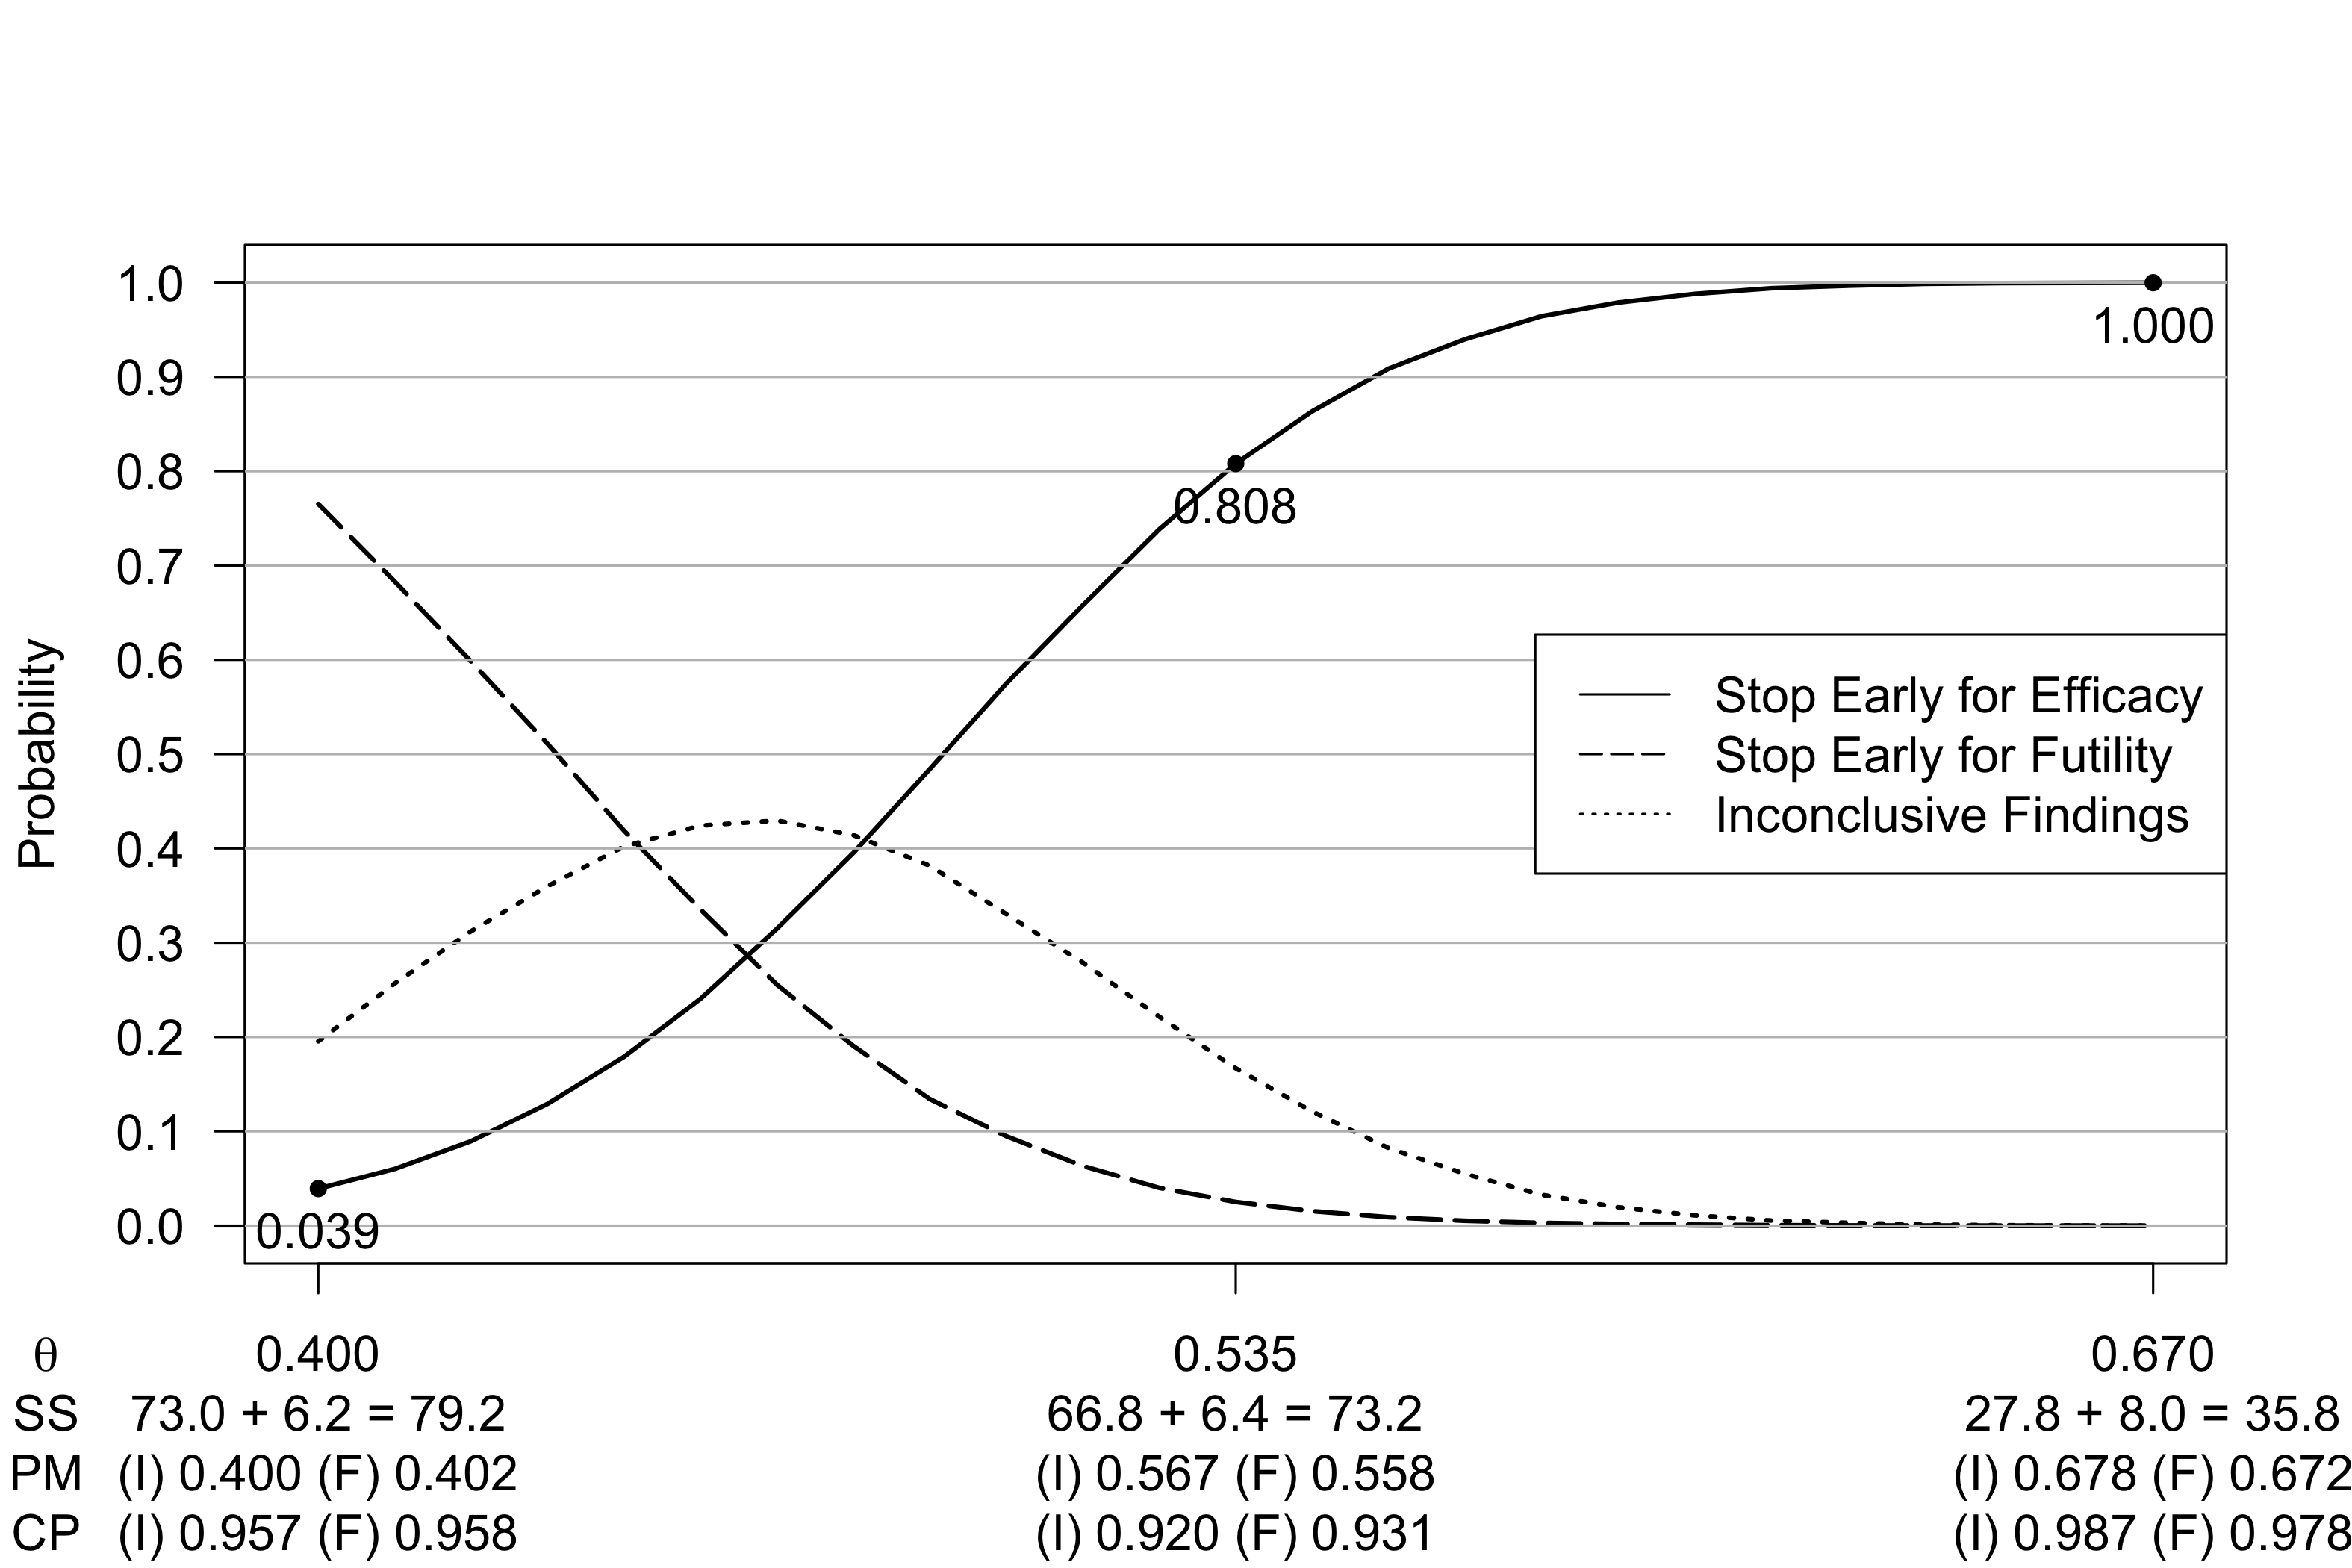 Probability
1.0
0.9
0.8
0.7
0.6
0.5
0.4
0.3
0.2
0.1
0.0
1.000
0.808
0.039
Stop Early for Efficacy
Stop Early for Futility
Inconclusive Findings
θ 0.400 0.535 0.670
SS 73.0 + 6.2 = 79.2 66.8 + 6.4 = 73.2 27.8 + 8.0 = 35.8
PM (I) 0.400 (F) 0.402 (I) 0.567 (F) 0.558 (I) 0.678 (F) 0.672
CP (I) 0.957 (F) 0.958 (I) 0.920 (F) 0.931 (I) 0.987 (F) 0.978